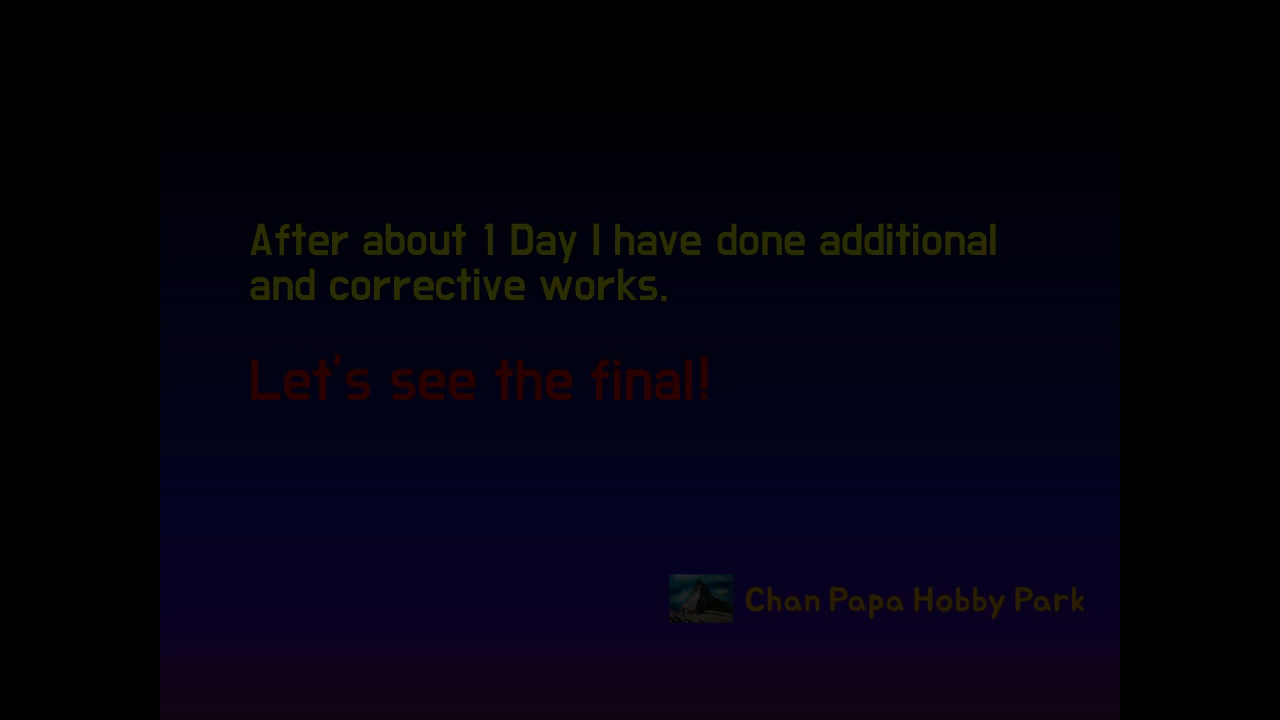 After about 1 Day I have done additional
and corrective works.
Let's see the final!
Chan Papa Hobby Park